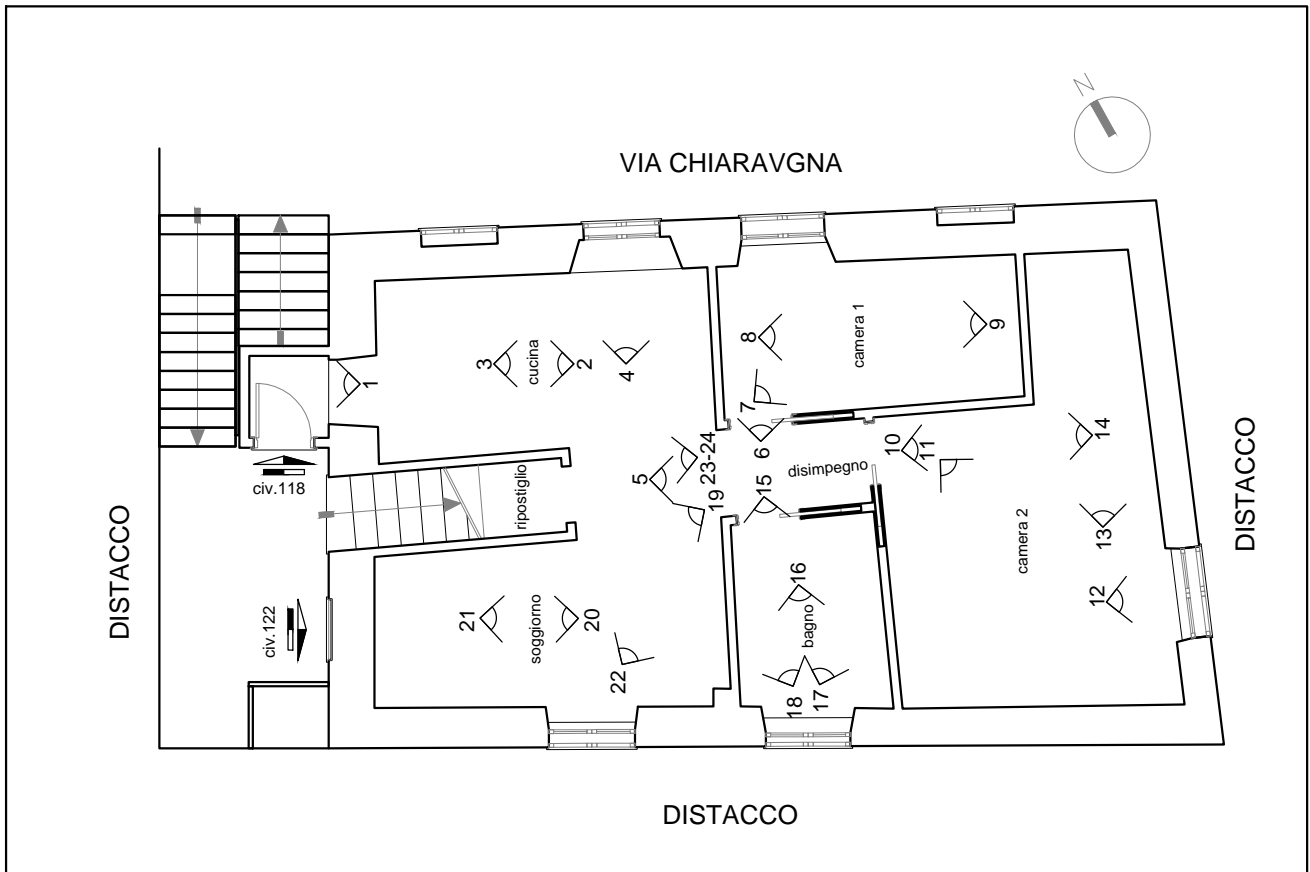 N
VIA CHIARAVGNA
DISTACCO
civ.118
civ.122
DISTACCO
DISTACCO
1
3
cucina
2
4
8
camera 1
9
7
6
5
23-24
19
15
disimpegno
10
11
14
13
12
camera 2
ripostiglio
21
soggiorno
20
22
16
bagno
18
17